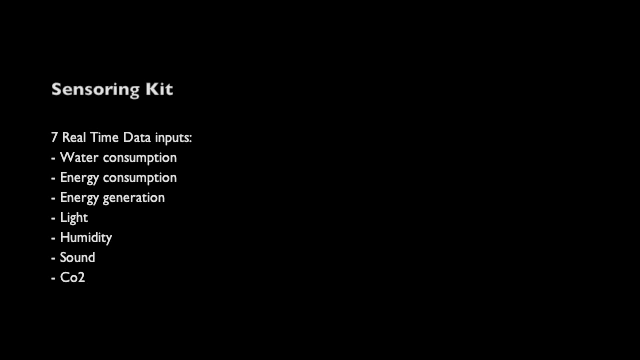 Sensoring Kit
7 Real Time Data inputs:
- Water consumption
- Energy consumption
- Energy generation
- Light
- Humidity
- Sound
- Co2